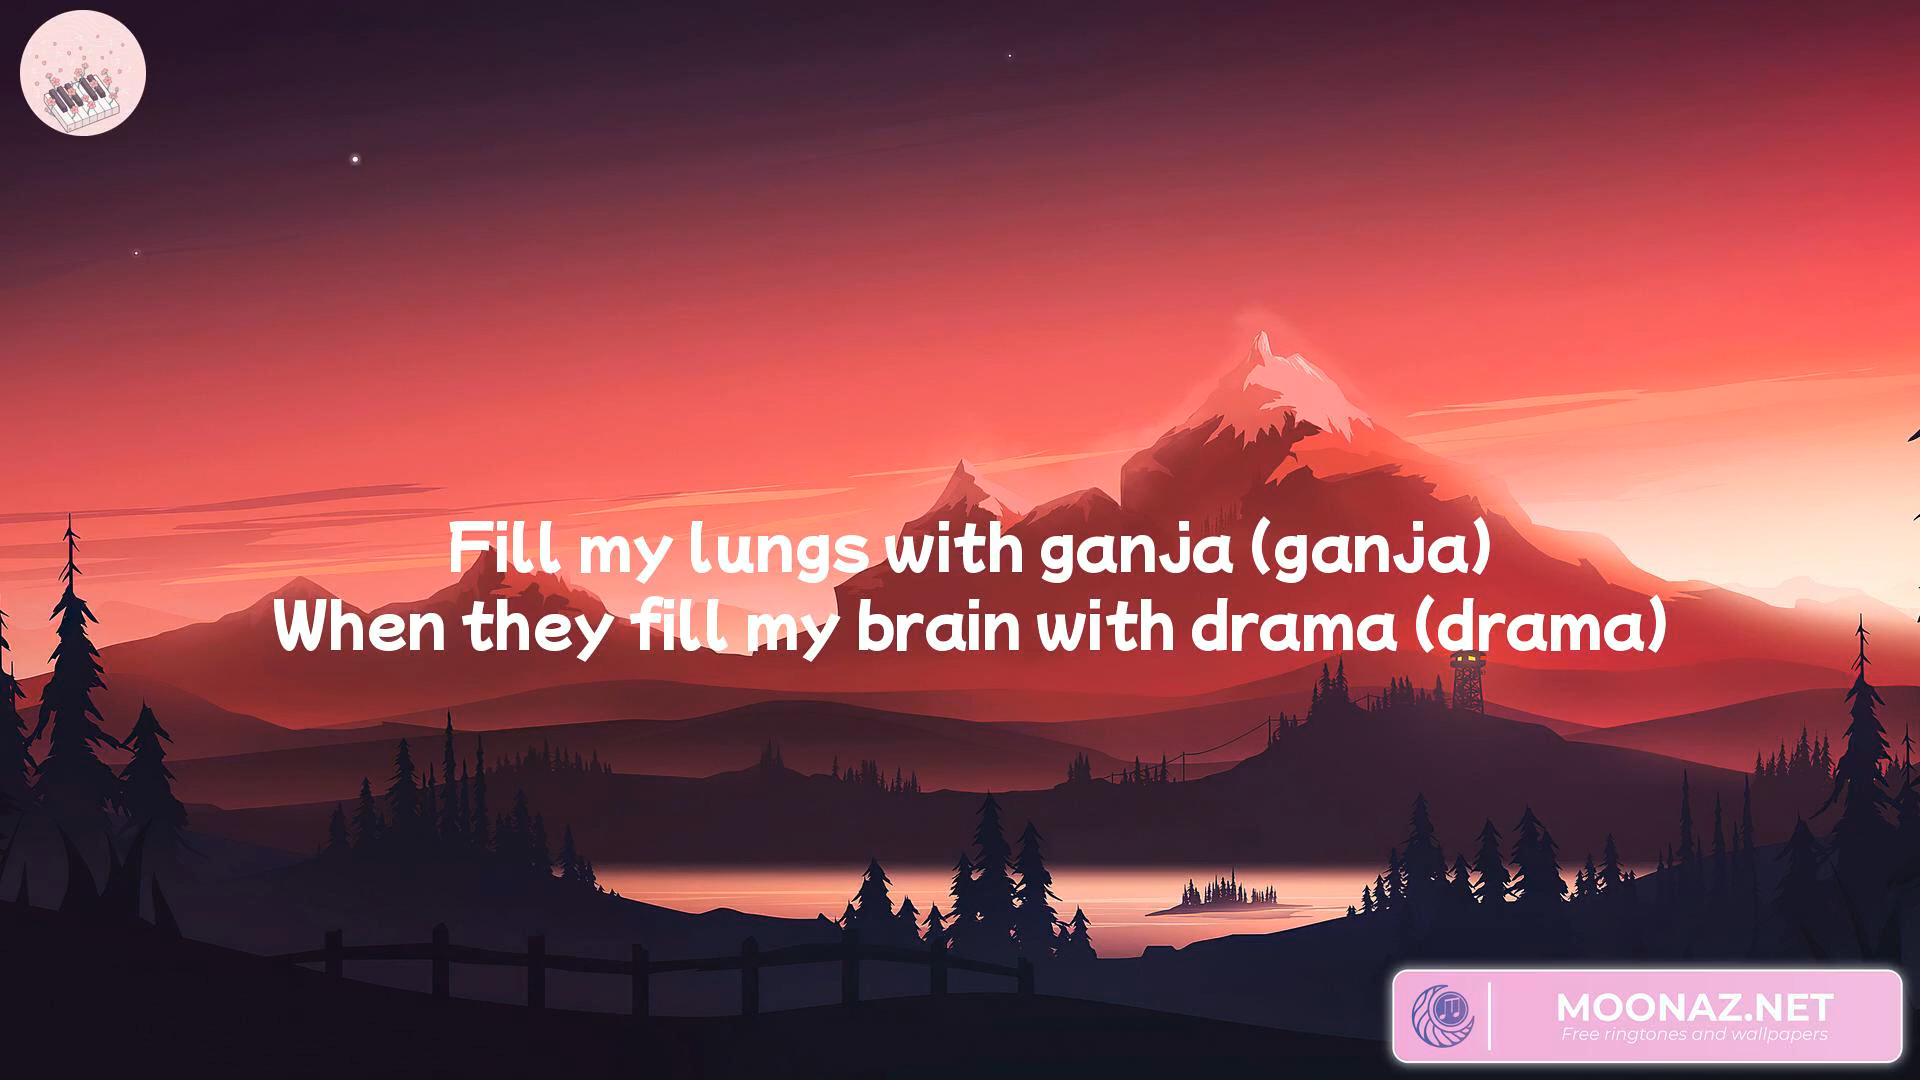 Fill my lungs with ganja (ganja)
When they fill my brain with drama (drama)
MOONAZ.NET
Free ringtones and wallpapers